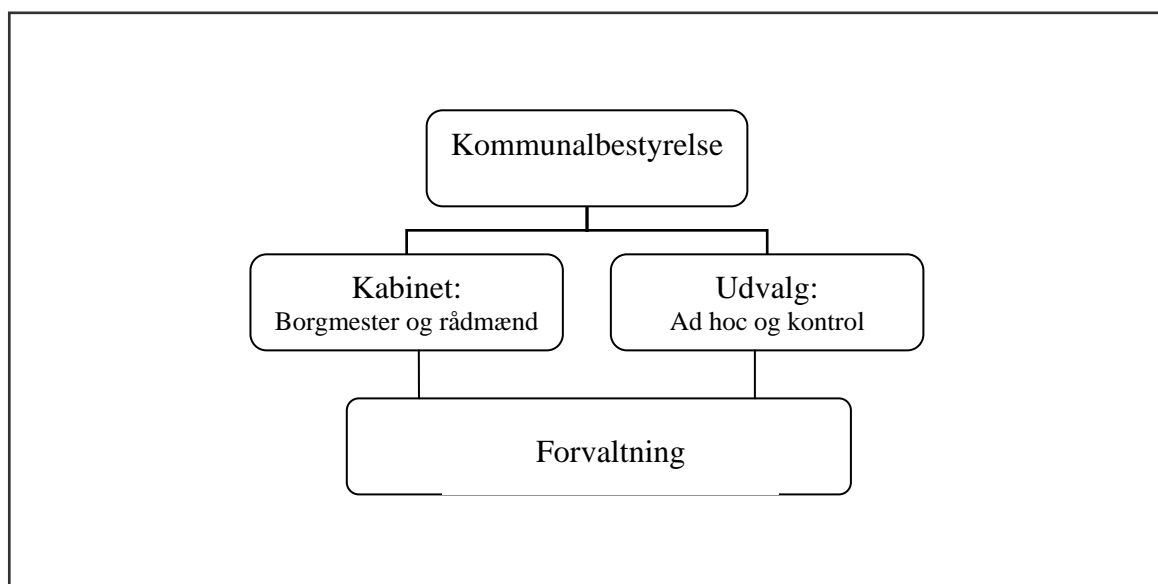 Kommunalbestyrelse
Kabinet:
Borgmester og rådmænd
Udvalg:
Ad hoc og kontrol
Forvaltning